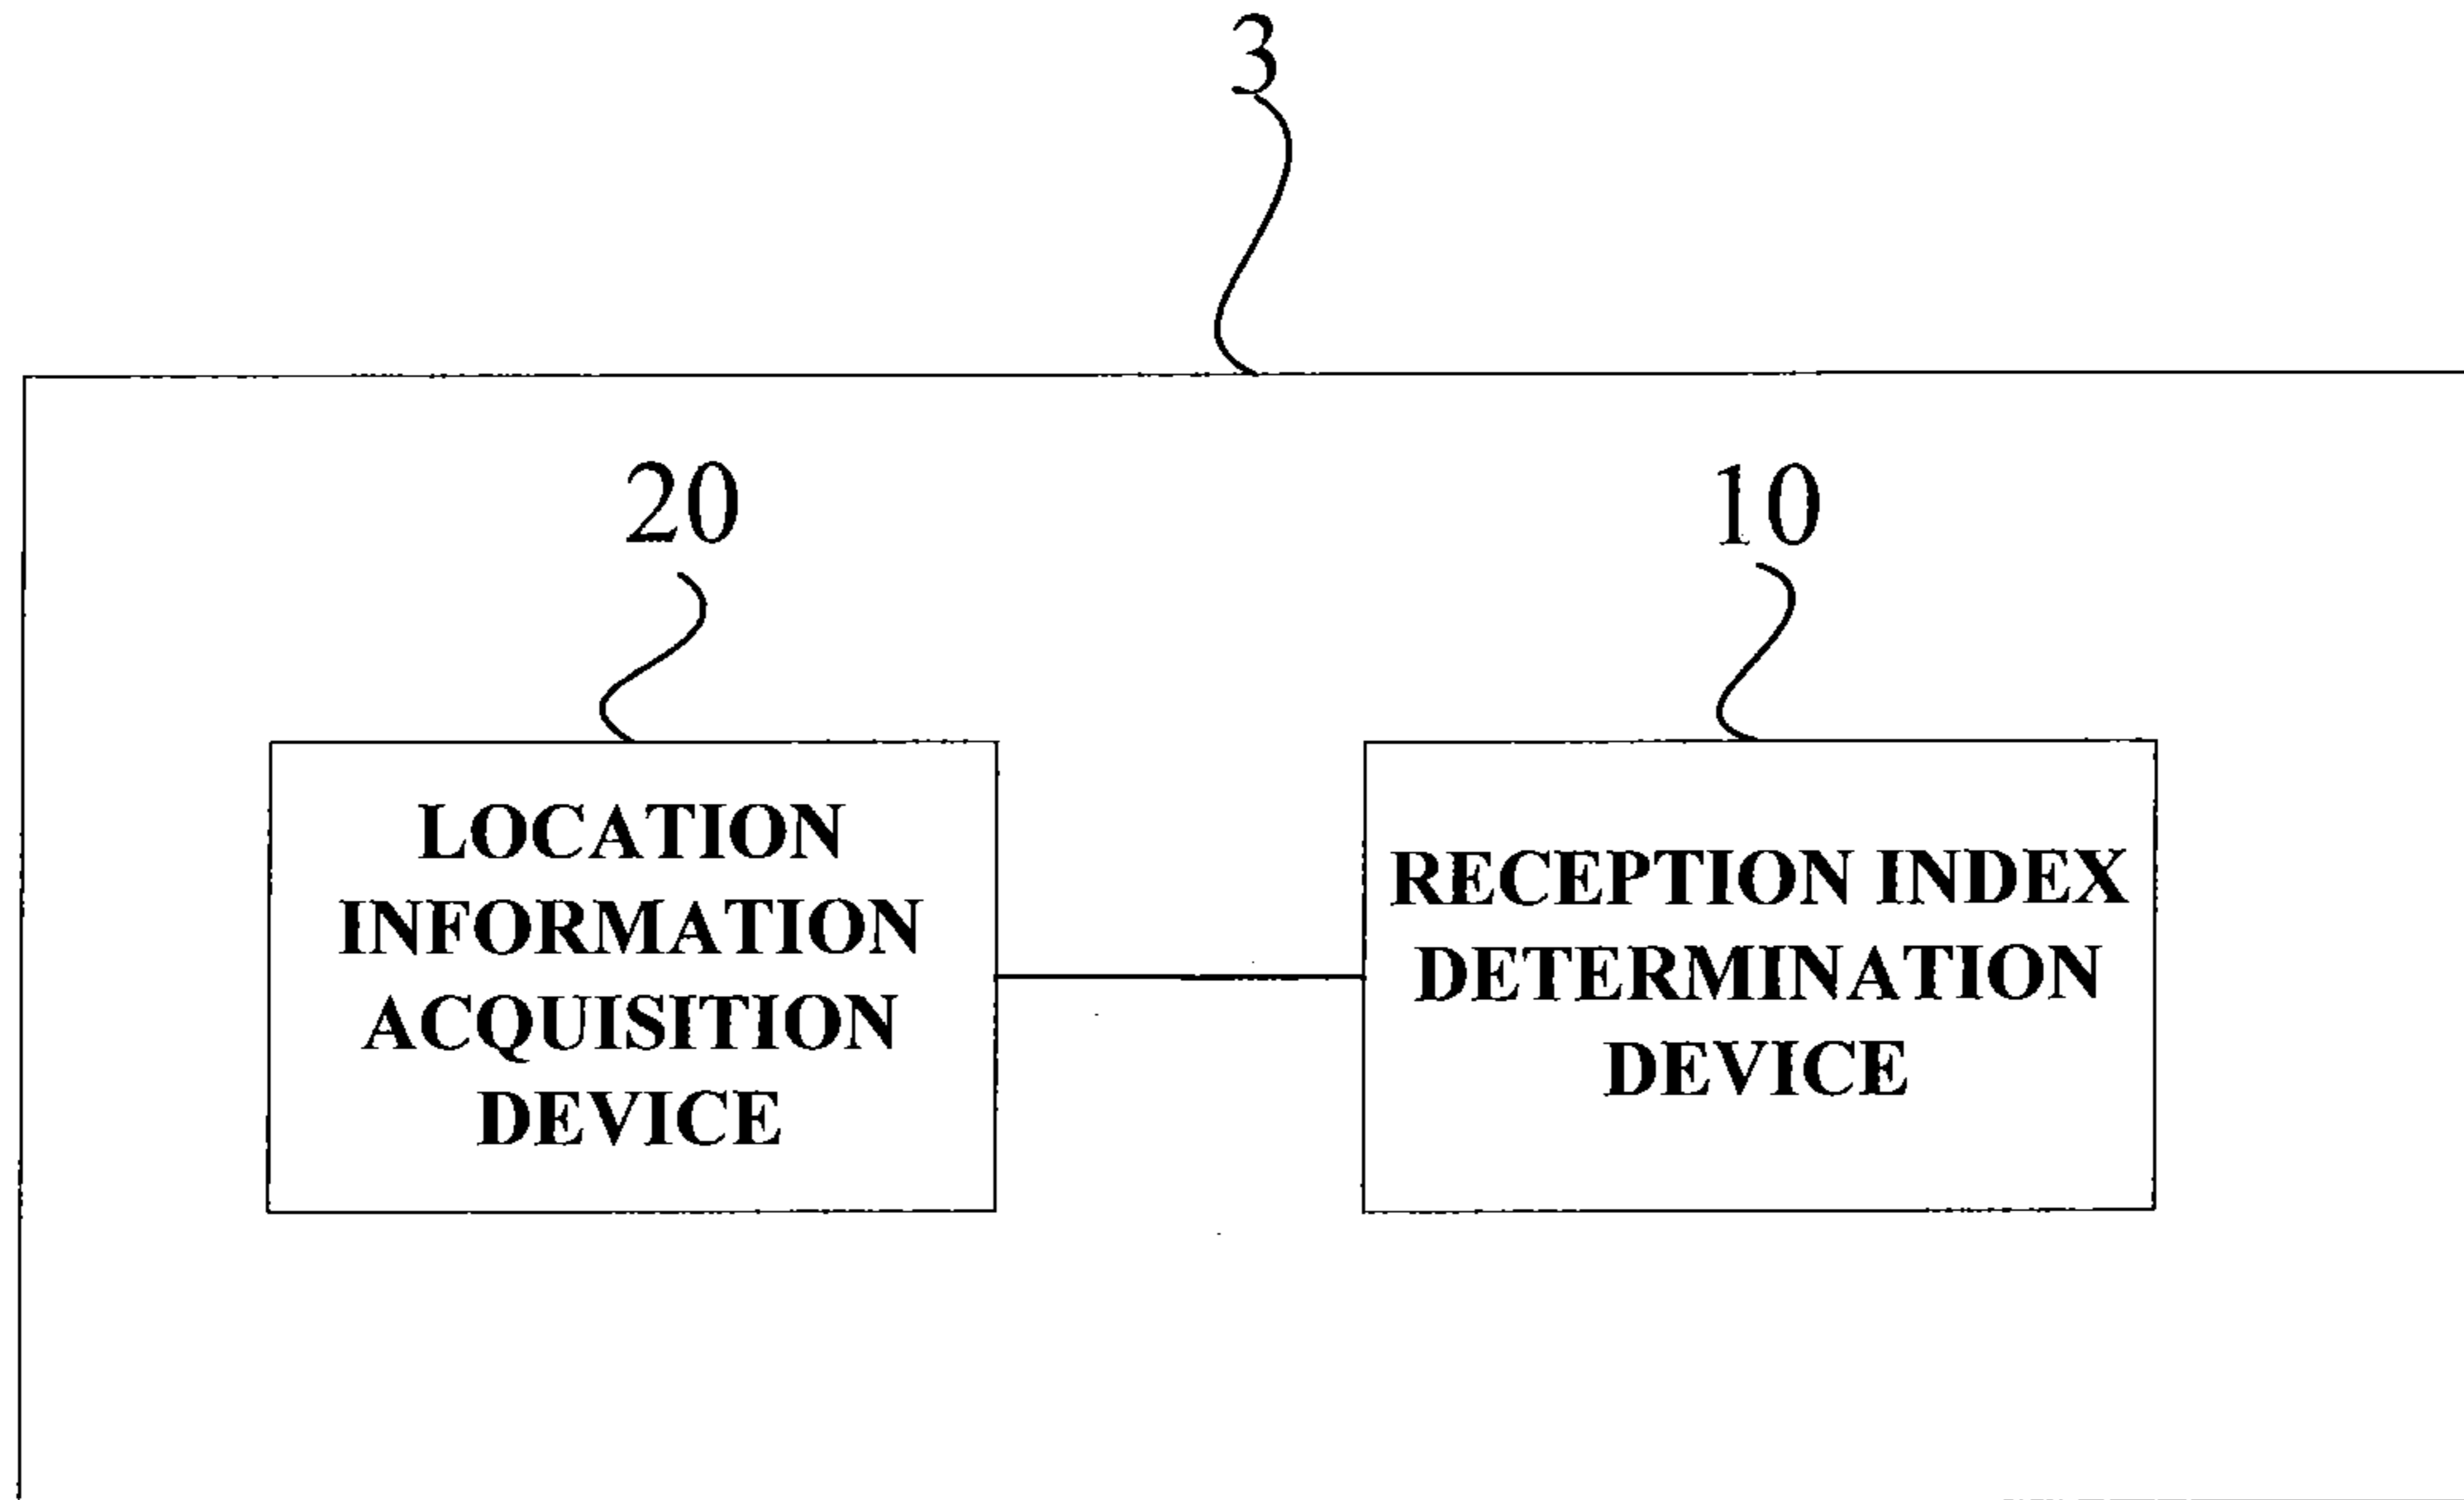 3
20
10
LOCATION
INFORMATION
ACQUISITION
DEVICE
RECEPTION INDEX
DETERMINATION
DEVICE